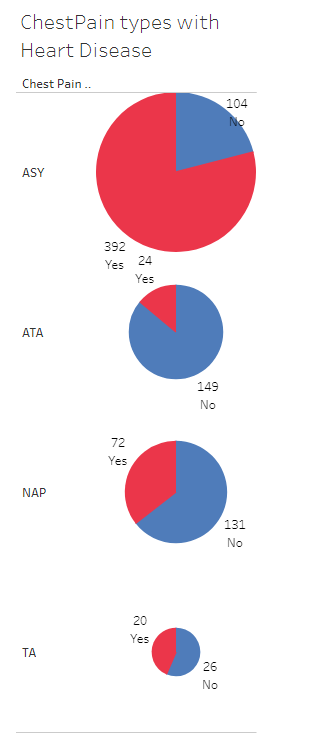 ChestPain types with
Heart Disease
Chest Pain ..
104
No
ASY
392
Yes
24
Yes
ATA
149
No
72
Yes
NAP
131
No
20
Yes
TA
26
No